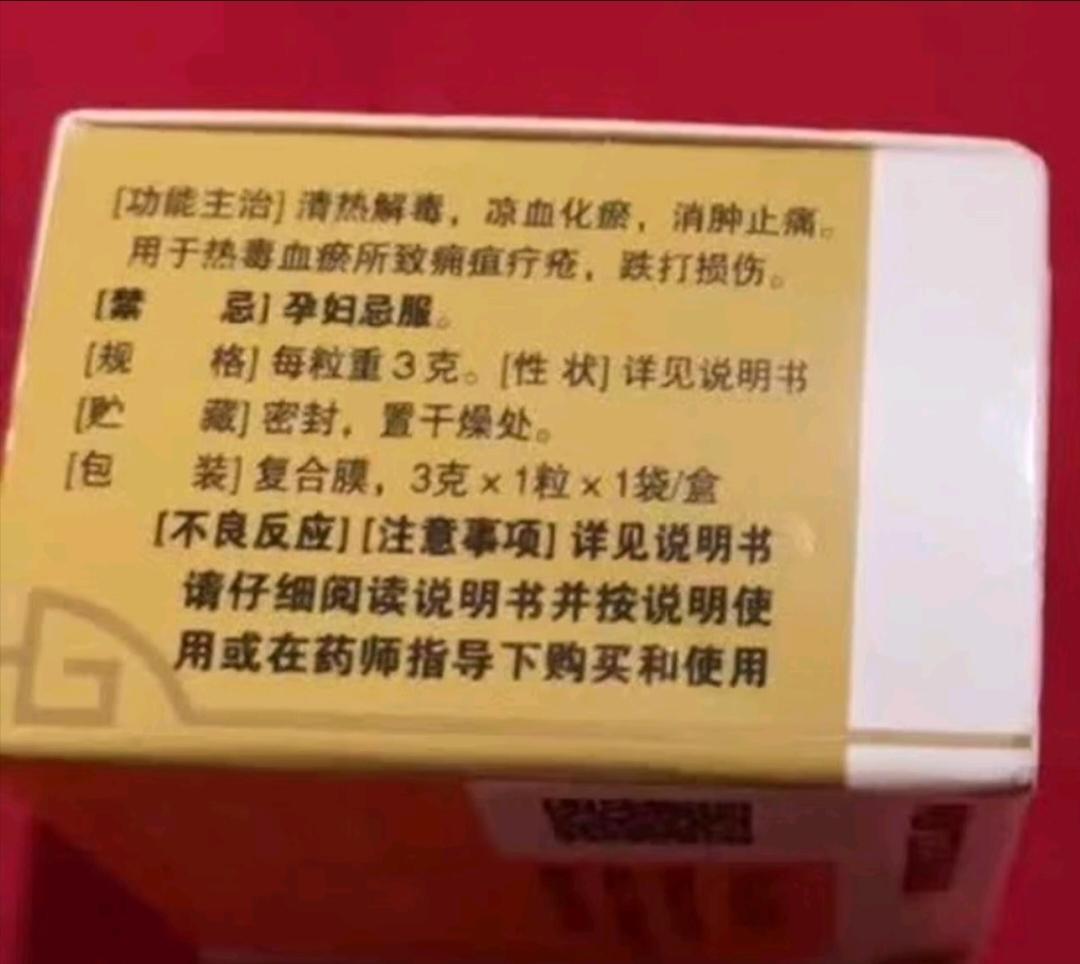 [功能主治] 清热解毒，凉血化瘀，消肿止痛。
用于热毒血瘀所致痈疽疔疮，跌打损伤。
[禁 忌] 孕妇忌服。
[规 格] 每粒重3克。[性 状] 详见说明书
[贮 藏] 密封，置干燥处。
[包 装] 复合膜，3克×1粒×1袋/盒
[不良反应] [注意事项] 详见说明书
请仔细阅读说明书并按说明使
用或在药师指导下购买和使用